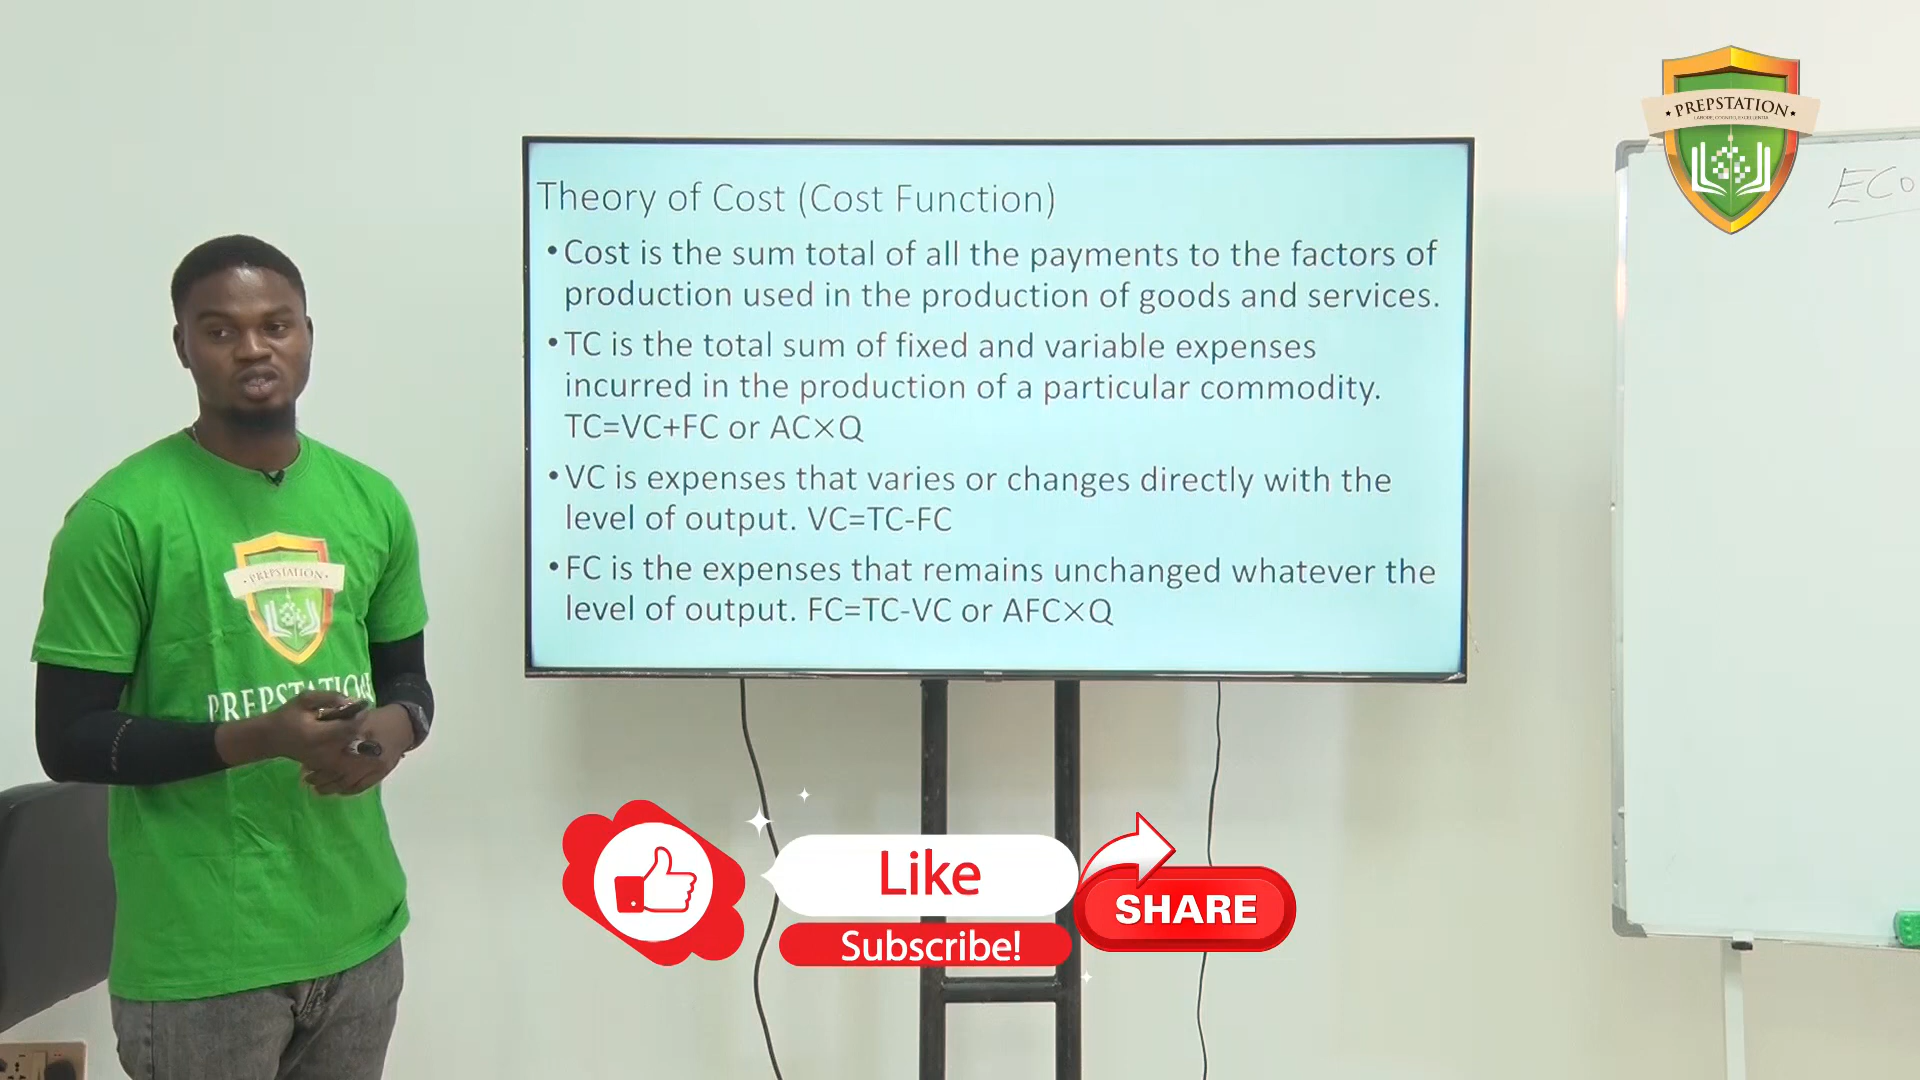 PREPSTATION
ECo
Theory of Cost (Cost Function)
•Cost is the sum total of all the payments to the factors of
production used in the production of goods and services.
•TC is the total sum of fixed and variable expenses
incurred in the production of a particular commodity.
TC=VC+FC or AC×Q
•VC is expenses that varies or changes directly with the
level of output. VC=TC-FC
•FC is the expenses that remains unchanged whatever the
level of output. FC=TC-VC or AFC×Q
PREPSTATION
PREPSTATION
Like
SHARE
Subscribe!